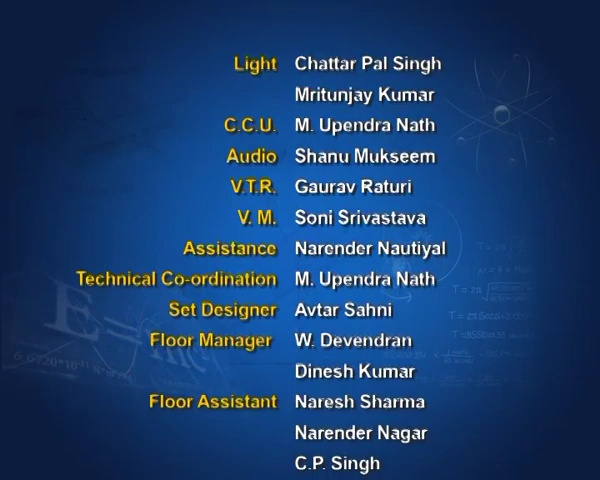 Light Chattar Pal Singh
Mritunjay Kumar
C.C.U. M. Upendra Nath
Audio Shanu Mukseem
V.T.R. Gaurav Raturi
V. M. Soni Srivastava
Assistance Narender Nautiyal
Technical Co-ordination M. Upendra Nath
Set Designer Avtar Sahni
Floor Manager W. Devendran
Dinesh Kumar
Floor Assistant Naresh Sharma
Narender Nagar
C.P. Singh